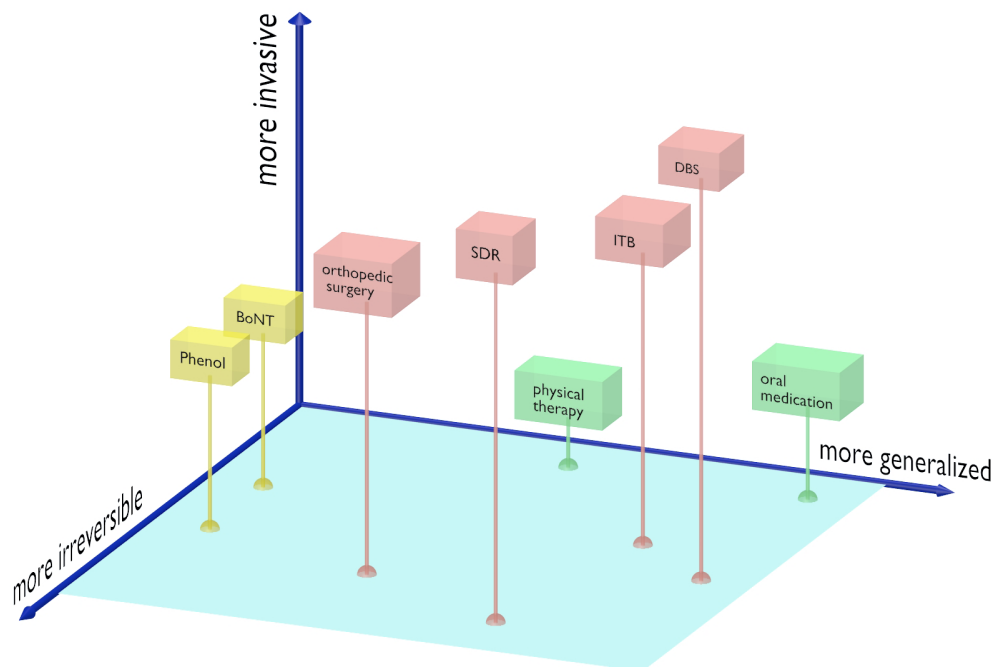 more invasive
DBS
ITB
SDR
orthopedic
surgery
BoNT
Phenol
physical
therapy
oral
medication
more generalized
more irreversible